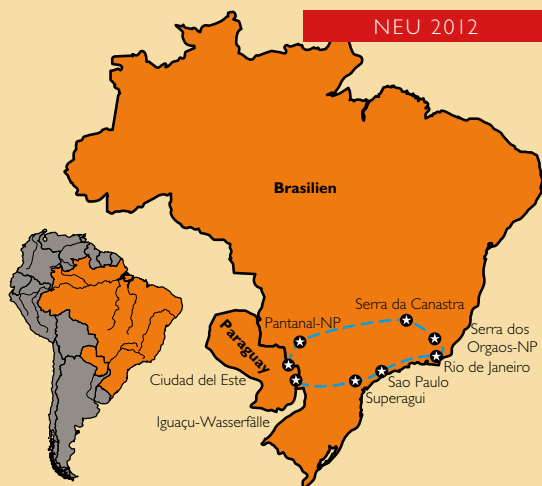 NEU 2012
Brasilien
Serra da Canastra
Pantanal-NP
Paraguay
Serra dos
Orgaos-NP
Rio de Janeiro
Ciudad del Este
Sao Paulo
Superagui
Iguaçu-Wasserfälle